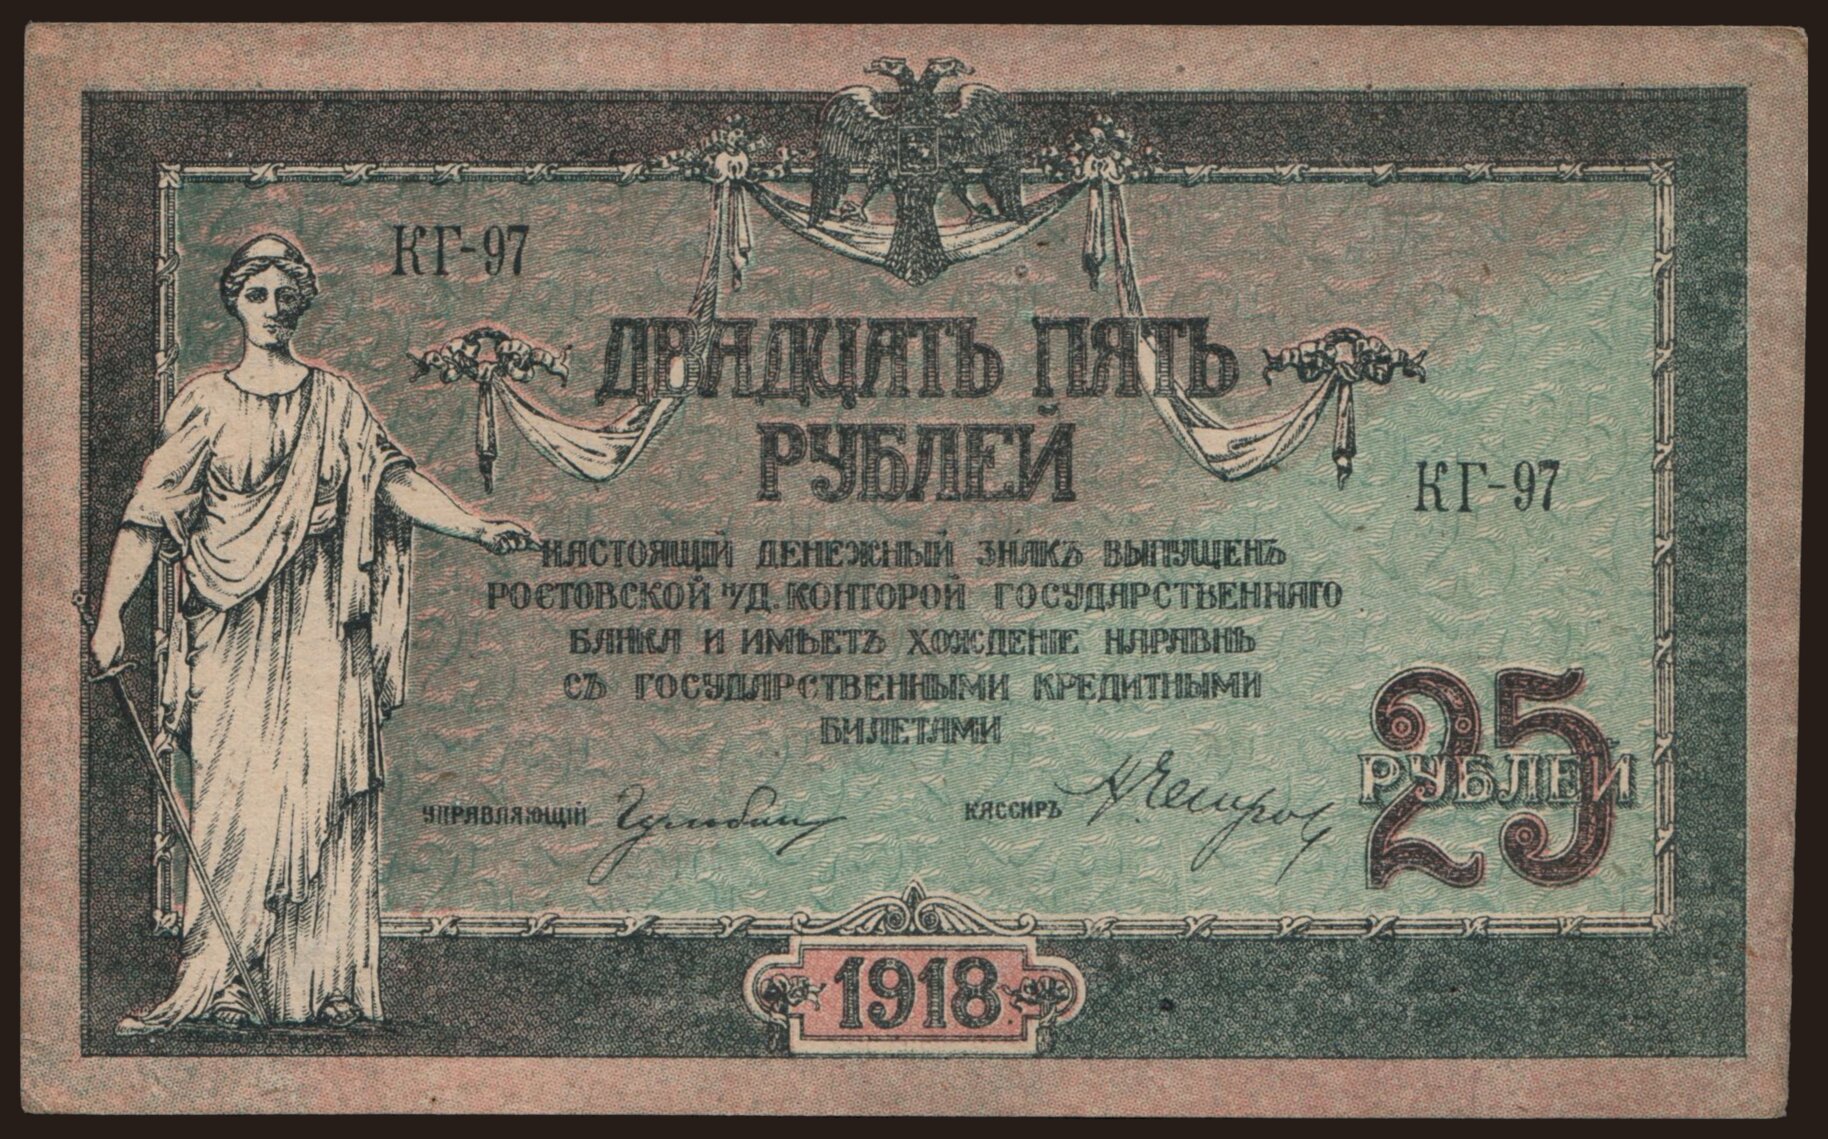 КГ-97
ДВАДЦАТЬ ПЯТЬ
РУБЛЕЙ
КГ-97
НАСТОЯЩІЙ ДЕНЕЖНЫЙ ЗНАКЪ ВЫПУЩЕНЪ
РОСТОВСКОЙ Н/Д. КОНТОРОЙ ГОСУДАРСТВЕННАГО
БАНКА И ИМѢЕТЪ ХОЖДЕНІЕ НАРАВНѢ
СЪ ГОСУДАРСТВЕННЫМИ КРЕДИТНЫМИ
БИЛЕТАМИ
25
РУБЛЕЙ
УПРАВЛЯЮЩІЙ
КАССИРЪ
1918